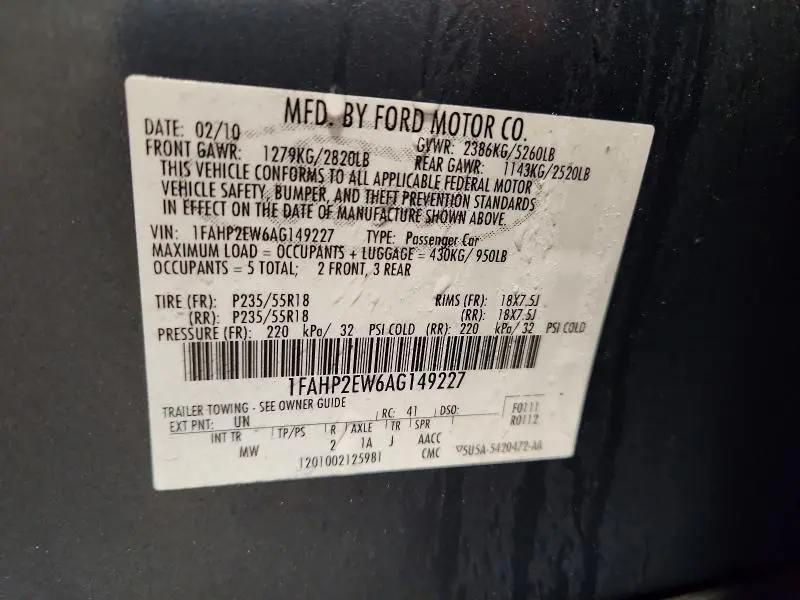 MFD. BY FORD MOTOR CO.
DATE: 02/10 GVWR: 2386KG/5260LB
FRONT GAWR: 1279KG/2820LB REAR GAWR: 1143KG/2520LB
THIS VEHICLE CONFORMS TO ALL APPLICABLE FEDERAL MOTOR
VEHICLE SAFETY, BUMPER, AND THEFT PREVENTION STANDARDS
IN EFFECT ON THE DATE OF MANUFACTURE SHOWN ABOVE.
VIN: 1FAHP2EW6AG149227 TYPE: Passenger Car
MAXIMUM LOAD = OCCUPANTS + LUGGAGE = 430KG/950LB
OCCUPANTS = 5 TOTAL; 2 FRONT, 3 REAR
TIRE (FR): P235/55R18 RIMS (FR): 18X7.5J
(RR): P235/55R18 (RR): 18X7.5J
PRESSURE (FR): 220 kPa/ 32 PSI COLD (RR): 220 kPa/ 32 PSI COLD
1FAHP2EW6AG149227
TRAILER TOWING - SEE OWNER GUIDE F0111
EXT PNT: UN RC: 41 DSO: R0112
INT TR TP/PS R AXLE TR SPR
MW 2 1A J AACC
1201002125981 CMC ▽5U5A-5420472-AA